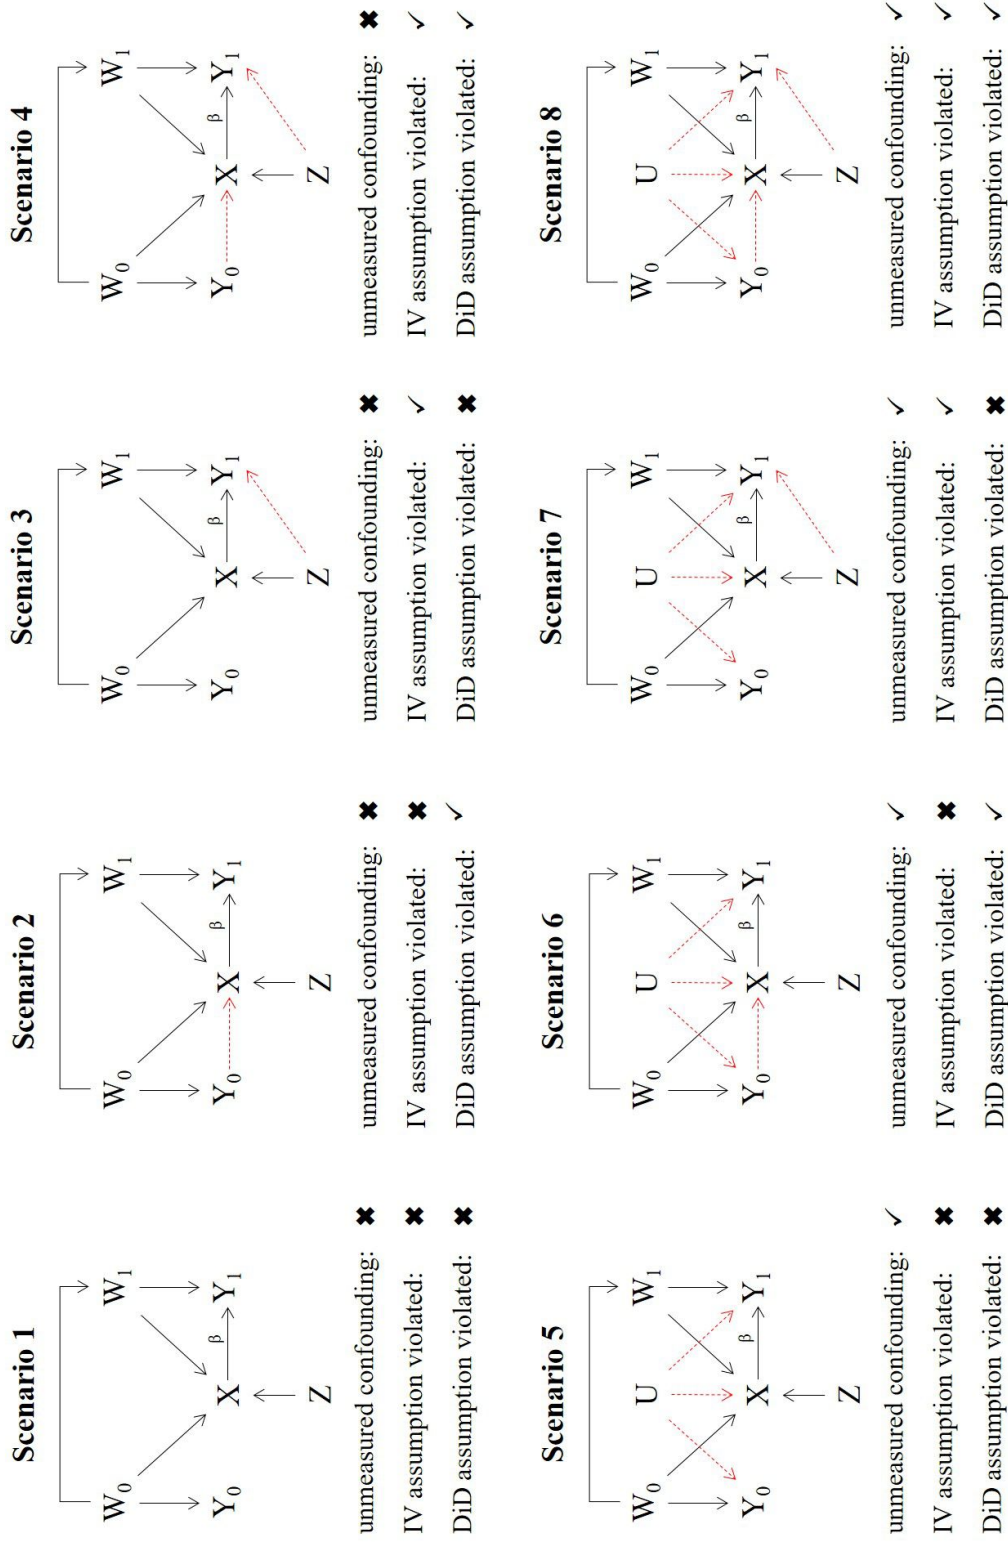 Scenario 1
W₀ W₁
Y₀ X β Y₁
Z
unmeasured confounding: ✖
IV assumption violated: ✖
DiD assumption violated: ✖
Scenario 2
W₀ W₁
Y₀ X β Y₁
Z
unmeasured confounding: ✖
IV assumption violated: ✖
DiD assumption violated: ✓
Scenario 3
W₀ W₁
Y₀ X β Y₁
Z
unmeasured confounding: ✖
IV assumption violated: ✓
DiD assumption violated: ✖
Scenario 4
W₀ W₁
Y₀ X β Y₁
Z
unmeasured confounding: ✖
IV assumption violated: ✓
DiD assumption violated: ✓
Scenario 5
W₀ U W₁
Y₀ X β Y₁
Z
unmeasured confounding: ✓
IV assumption violated: ✖
DiD assumption violated: ✖
Scenario 6
W₀ U W₁
Y₀ X β Y₁
Z
unmeasured confounding: ✓
IV assumption violated: ✖
DiD assumption violated: ✓
Scenario 7
W₀ U W₁
Y₀ X β Y₁
Z
unmeasured confounding: ✓
IV assumption violated: ✓
DiD assumption violated: ✖
Scenario 8
W₀ U W₁
Y₀ X β Y₁
Z
unmeasured confounding: ✓
IV assumption violated: ✓
DiD assumption violated: ✓